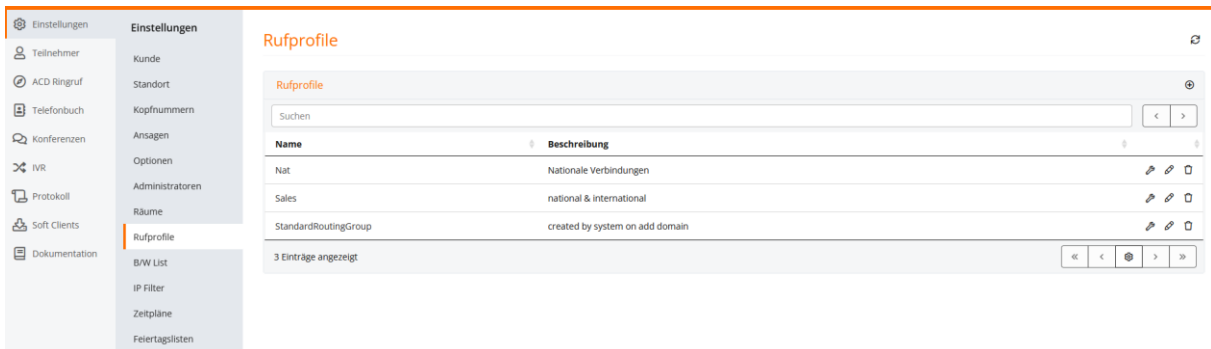 Einstellungen
Teilnehmer
ACD Ringruf
Telefonbuch
Konferenzen
IVR
Protokoll
Soft Clients
Dokumentation
Einstellungen
Kunde
Standort
Kopfnummern
Ansagen
Optionen
Administratoren
Räume
Rufprofile
B/W List
IP Filter
Zeitpläne
Feiertagslisten
Rufprofile
Rufprofile
Suchen
Name Beschreibung
Nat Nationale Verbindungen
Sales national & international
StandardRoutingGroup created by system on add domain
3 Einträge angezeigt